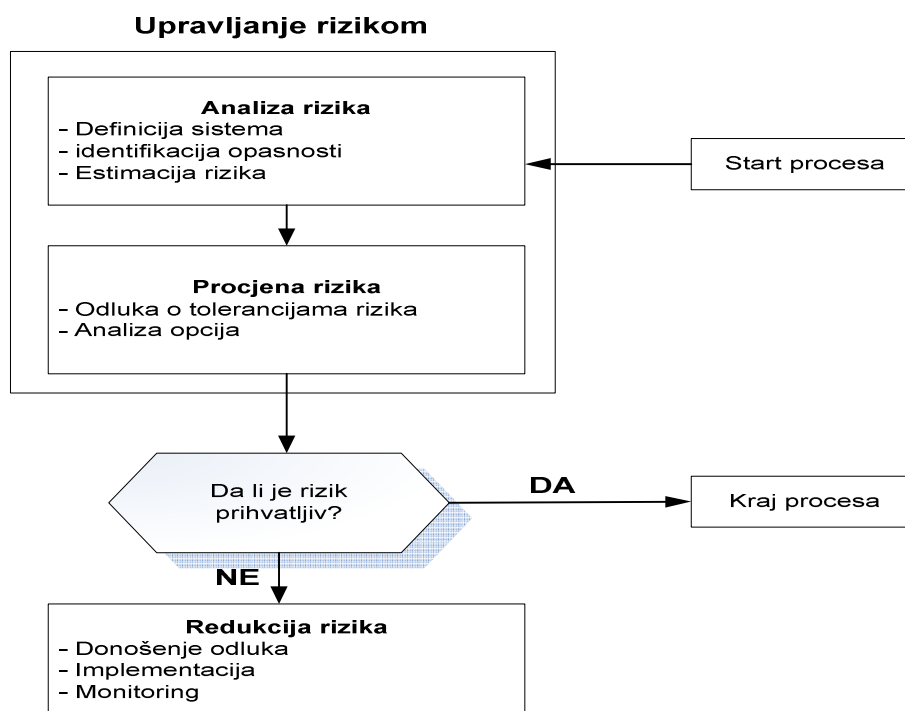 Upravljanje rizikom
Analiza rizika
- Definicija sistema
- identifikacija opasnosti
- Estimacija rizika
Start procesa
Procjena rizika
- Odluka o tolerancijama rizika
- Analiza opcija
Da li je rizik
prihvatljiv?
DA
Kraj procesa
NE
Redukcija rizika
- Donošenje odluka
- Implementacija
- Monitoring